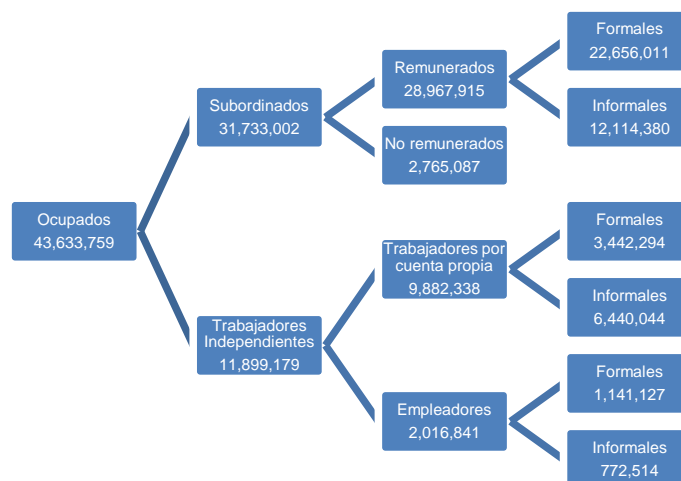 Ocupados
43,633,759
Subordinados
31,733,002
Remunerados
28,967,915
Formales
22,656,011
Informales
12,114,380
No remunerados
2,765,087
Trabajadores
Independientes
11,899,179
Trabajadores por
cuenta propia
9,882,338
Formales
3,442,294
Informales
6,440,044
Empleadores
2,016,841
Formales
1,141,127
Informales
772,514